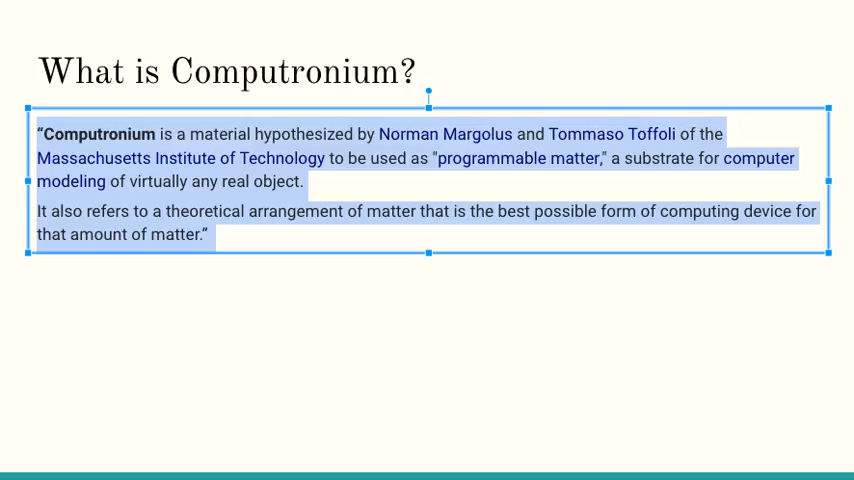 What is Computronium?
“Computronium is a material hypothesized by Norman Margolus and Tommaso Toffoli of the
Massachusetts Institute of Technology to be used as "programmable matter," a substrate for computer
modeling of virtually any real object.
It also refers to a theoretical arrangement of matter that is the best possible form of computing device for
that amount of matter.”